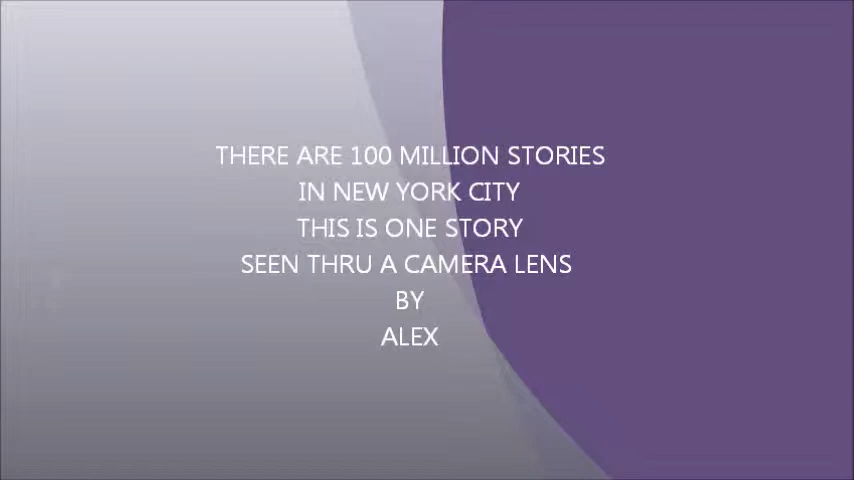 THERE ARE 100 MILLION STORIES
IN NEW YORK CITY
THIS IS ONE STORY
SEEN THRU A CAMERA LENS
BY
ALEX